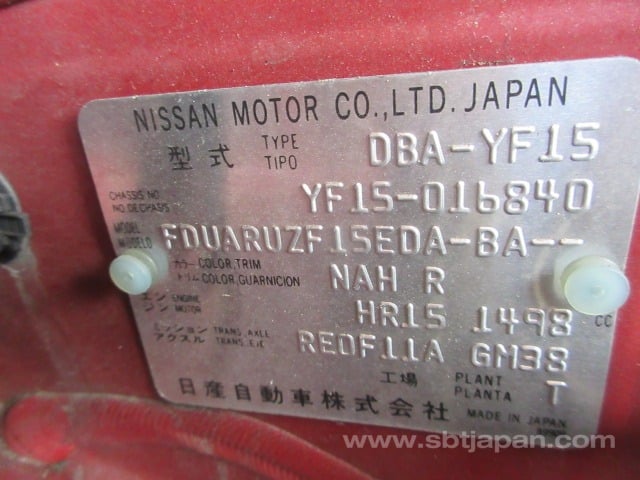 NISSAN MOTOR CO.,LTD. JAPAN
型式 TYPE TIPO DBA-YF15
CHASSIS NO. NO. DE CHASIS YF15-016840
MODEL MODELO FDUARUZF15EDA-BA--
カラー COLOR, TRIM トリム COLOR, GUARNICION NAH R
エンジン ENGINE MOTOR HR15 1498 CC
ミッション TRANS. AXLE アクスル TRANS. EJE RE0F11A GM38
工場 PLANT PLANTA T
日産自動車株式会社 MADE IN JAPAN
www.sbtjapan.com